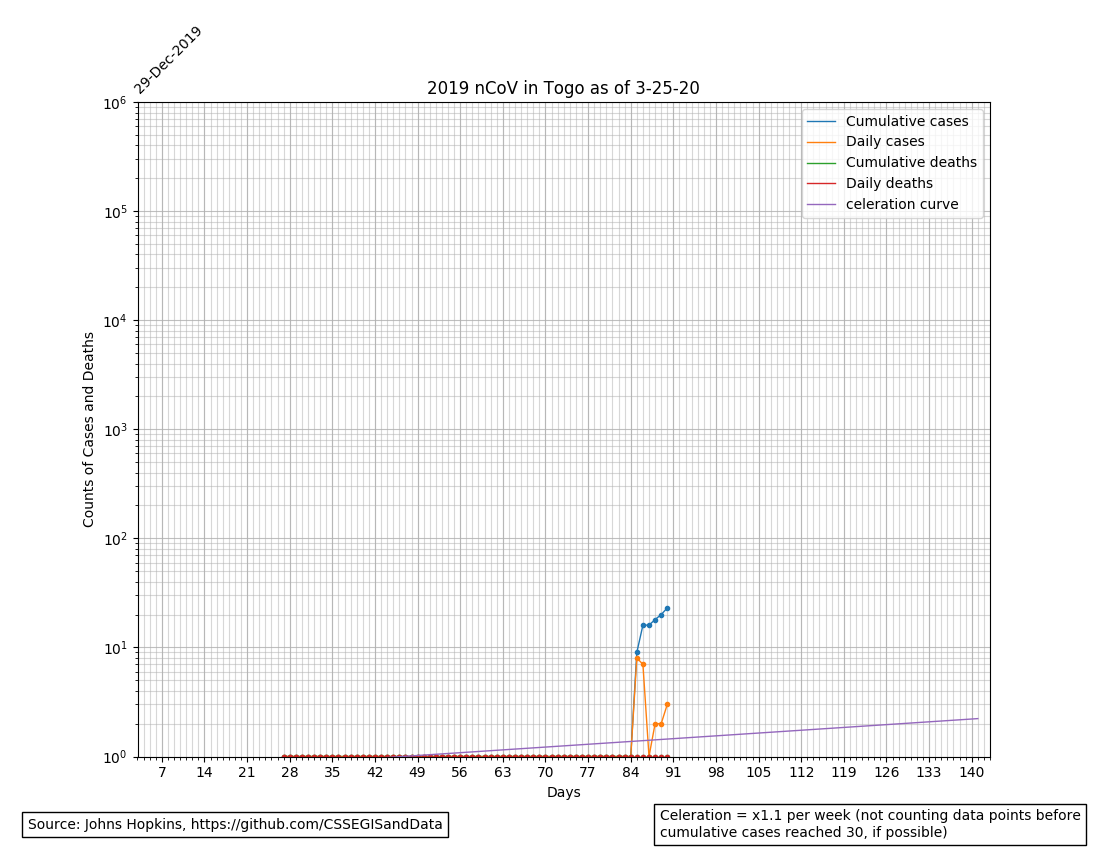 29-Dec-2019
2019 nCoV in Togo as of 3-25-20
Cumulative cases
Daily cases
Cumulative deaths
Daily deaths
celeration curve
Counts of Cases and Deaths
10^6
10^5
10^4
10^3
10^2
10^1
10^0
7 14 21 28 35 42 49 56 63 70 77 84 91 98 105 112 119 126 133 140
Days
Source: Johns Hopkins, https://github.com/CSSEGISandData
Celeration = x1.1 per week (not counting data points before
cumulative cases reached 30, if possible)